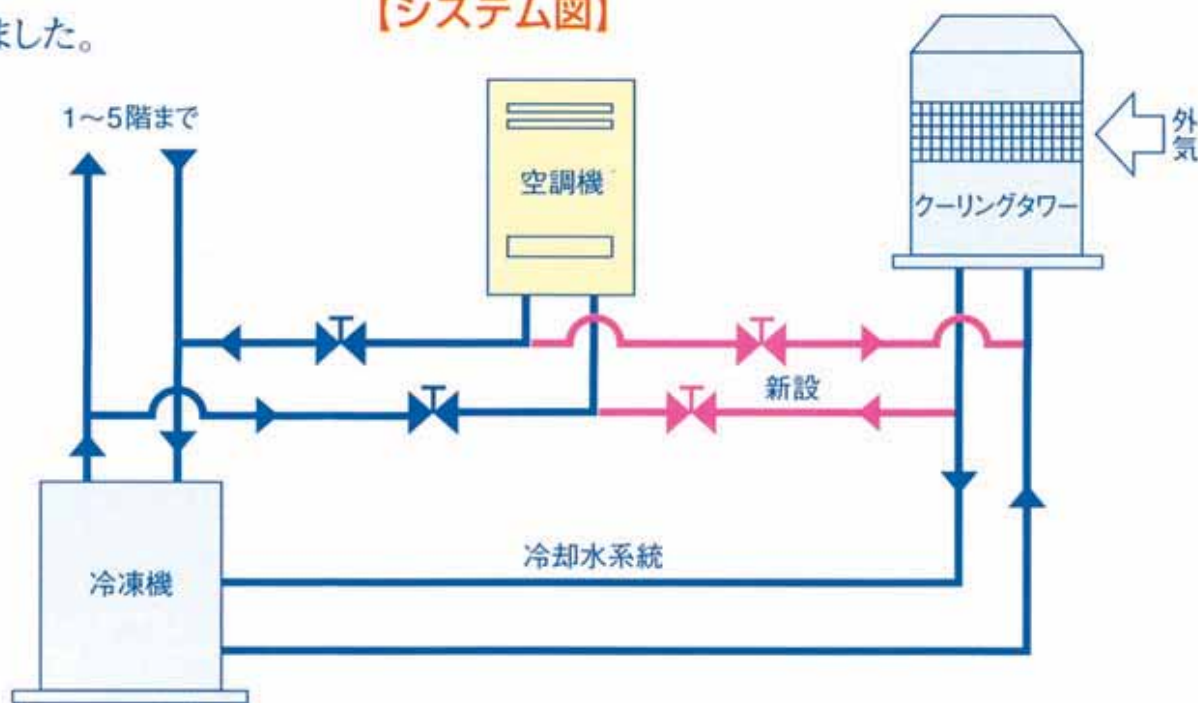 【システム図】
ました。
1〜5階まで
空調機
外気
クーリングタワー
新設
冷却水系統
冷凍機